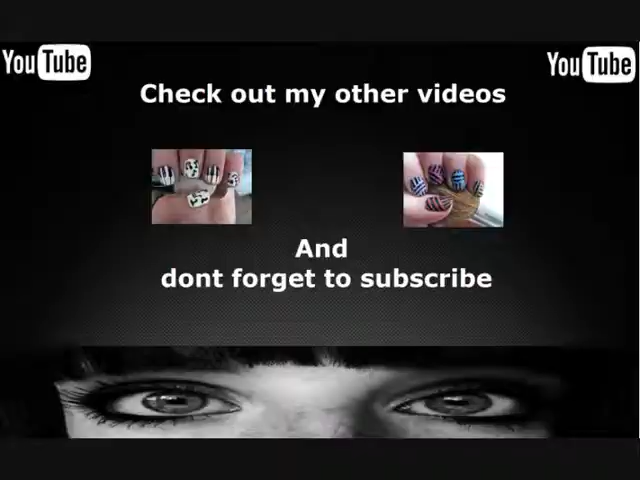 YouTube
YouTube
Check out my other videos
And
dont forget to subscribe